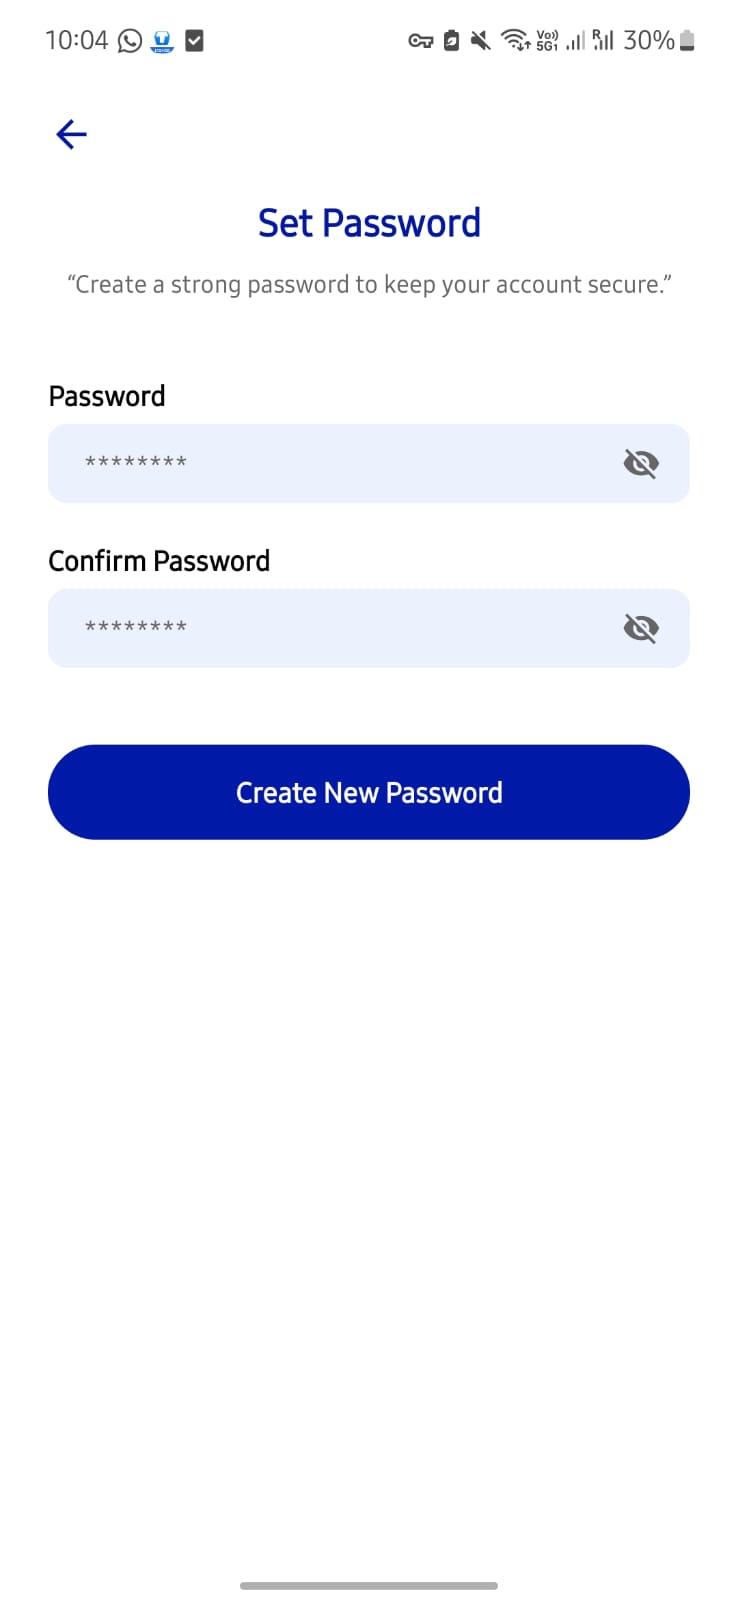 10:04
Vo)) 5G1 R 30%
Set Password
“Create a strong password to keep your account secure.”
Password
********
Confirm Password
********
Create New Password